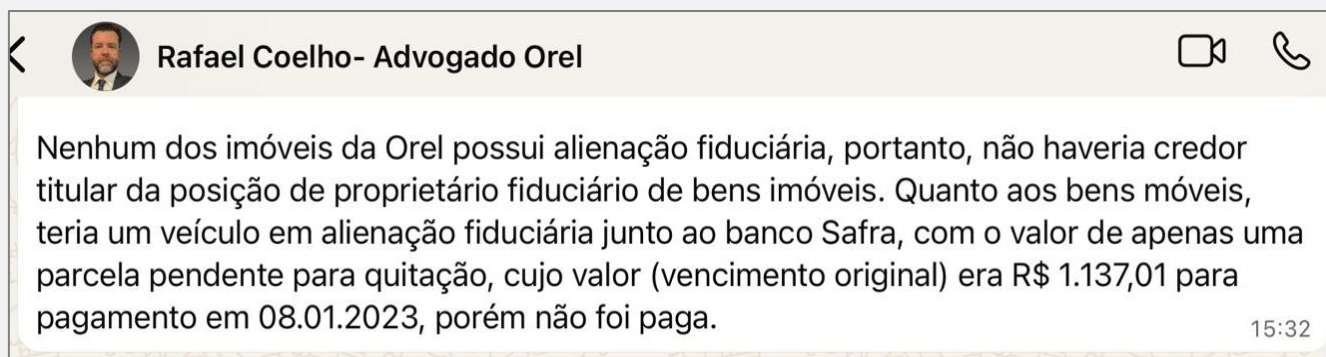 Rafael Coelho- Advogado Orel
Nenhum dos imóveis da Orel possui alienação fiduciária, portanto, não haveria credor
titular da posição de proprietário fiduciário de bens imóveis. Quanto aos bens móveis,
teria um veículo em alienação fiduciária junto ao banco Safra, com o valor de apenas uma
parcela pendente para quitação, cujo valor (vencimento original) era R$ 1.137,01 para
pagamento em 08.01.2023, porém não foi paga.
15:32